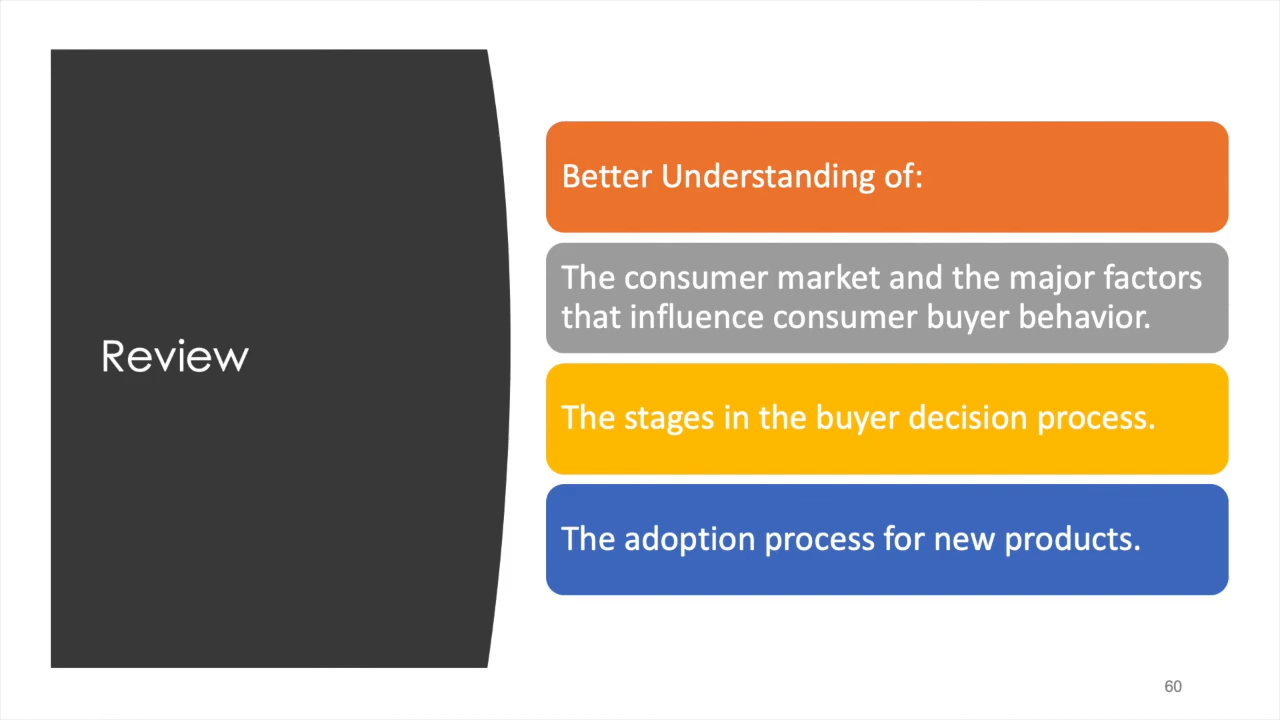 Review
Better Understanding of:
The consumer market and the major factors
that influence consumer buyer behavior.
The stages in the buyer decision process.
The adoption process for new products.
60